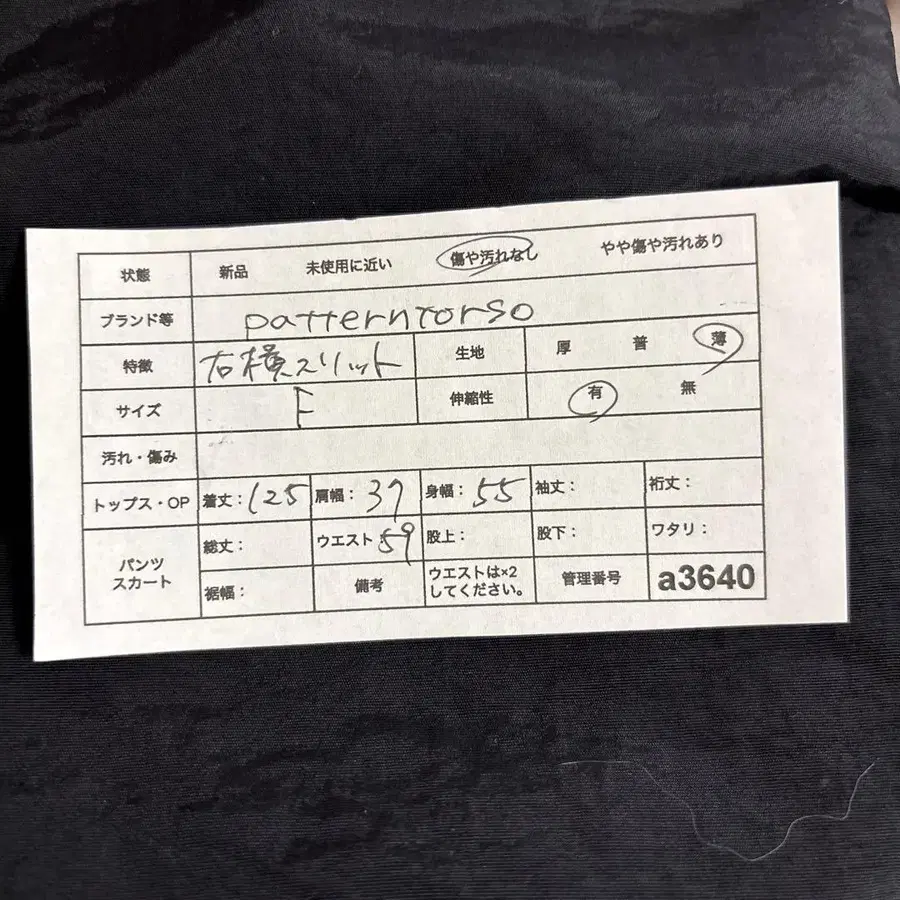 状態 新品 未使用に近い 傷や汚れなし やや傷や汚れあり
ブランド等 patterntorso
特徴 右横スリット 生地 厚 普 薄
サイズ F 伸縮性 有 無
汚れ・傷み
トップス・OP 着丈：125 肩幅：37 身幅：55 袖丈： 裄丈：
パンツ
スカート
総丈： ウエスト：59 股上： 股下： ワタリ：
裾幅： 備考 ウエストは×2
してください。 管理番号 a3640